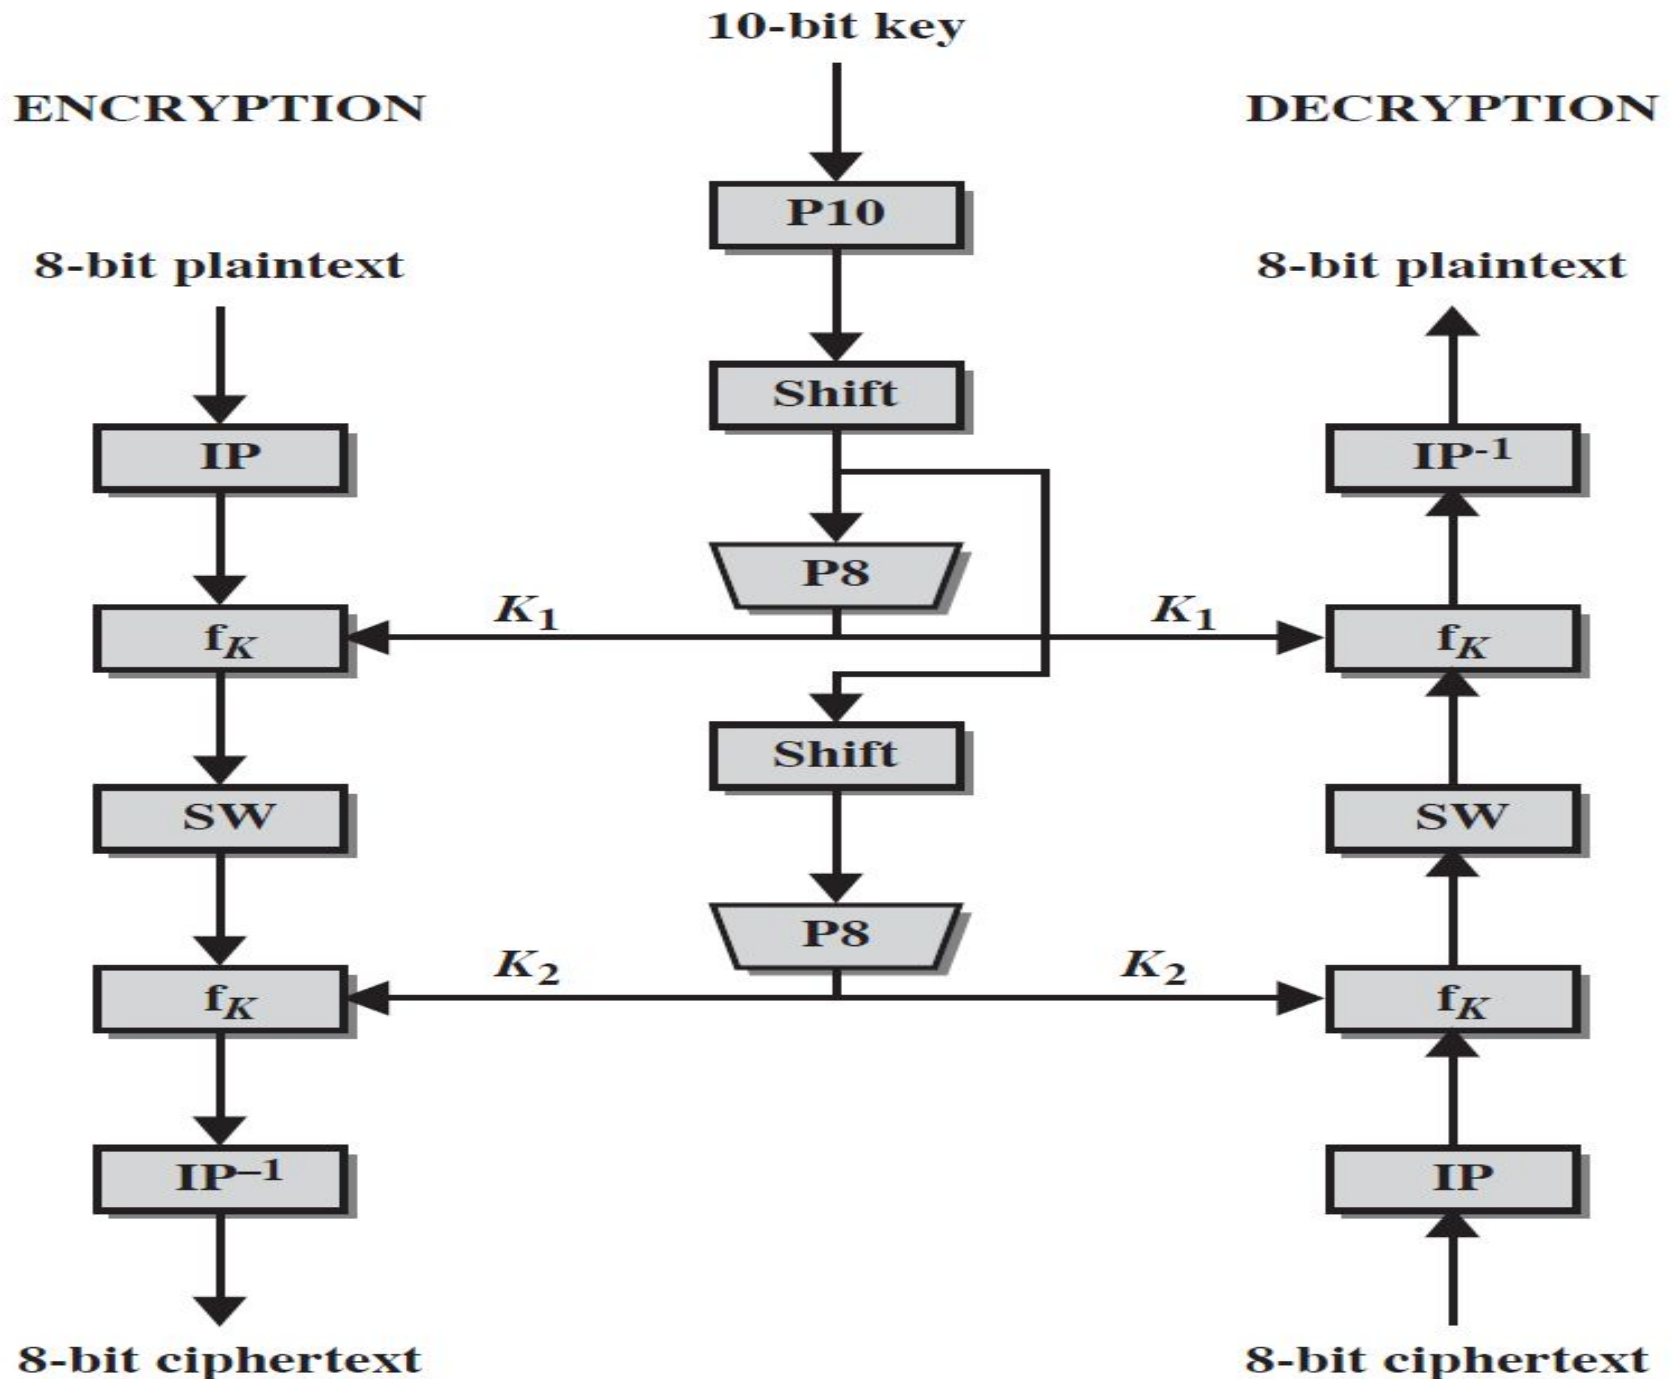 10-bit key
ENCRYPTION
DECRYPTION
P10
8-bit plaintext
8-bit plaintext
Shift
IP
IP-1
P8
K1
K1
fK
fK
Shift
SW
SW
P8
K2
K2
fK
fK
IP–1
IP
8-bit ciphertext
8-bit ciphertext